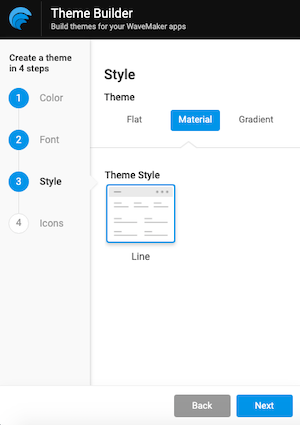 Theme Builder
Build themes for your WaveMaker apps
Create a theme
in 4 steps
1 Color
2 Font
3 Style
4 Icons
Style
Theme
Flat Material Gradient
Theme Style
Line
Back Next